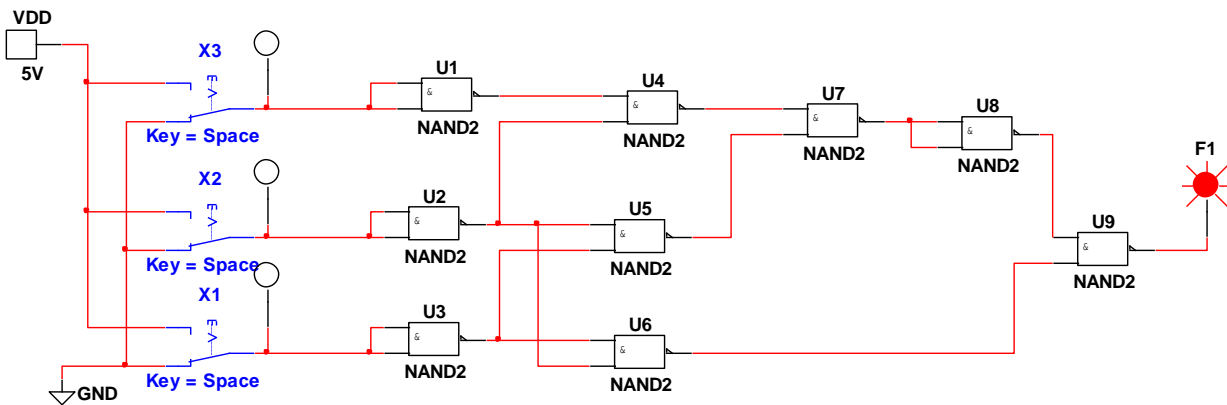 VDD
5V
X3
Key = Space
X2
Key = Space
X1
Key = Space
GND
U1
&
NAND2
U2
&
NAND2
U3
&
NAND2
U4
&
NAND2
U5
&
NAND2
U6
&
NAND2
U7
&
NAND2
U8
&
NAND2
U9
&
NAND2
F1